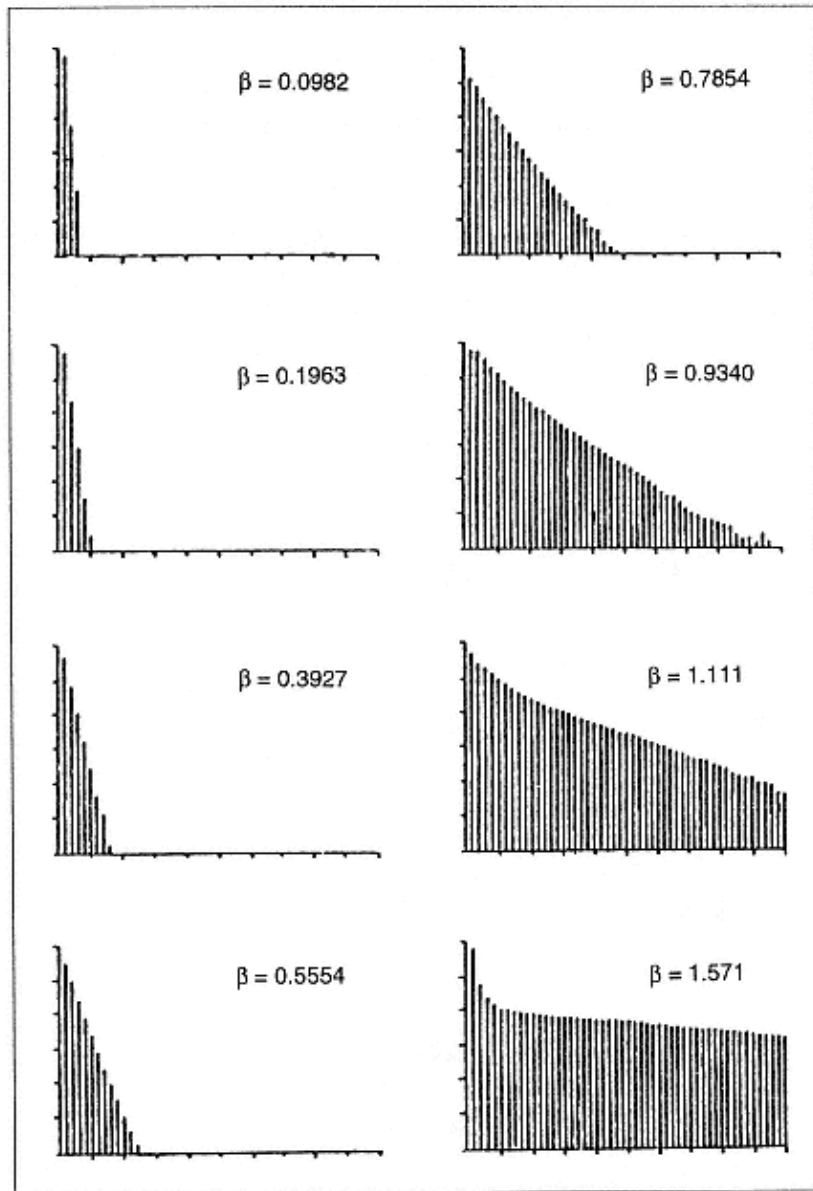 β = 0.0982
β = 0.7854
β = 0.1963
β = 0.9340
β = 0.3927
β = 1.111
β = 0.5554
β = 1.571